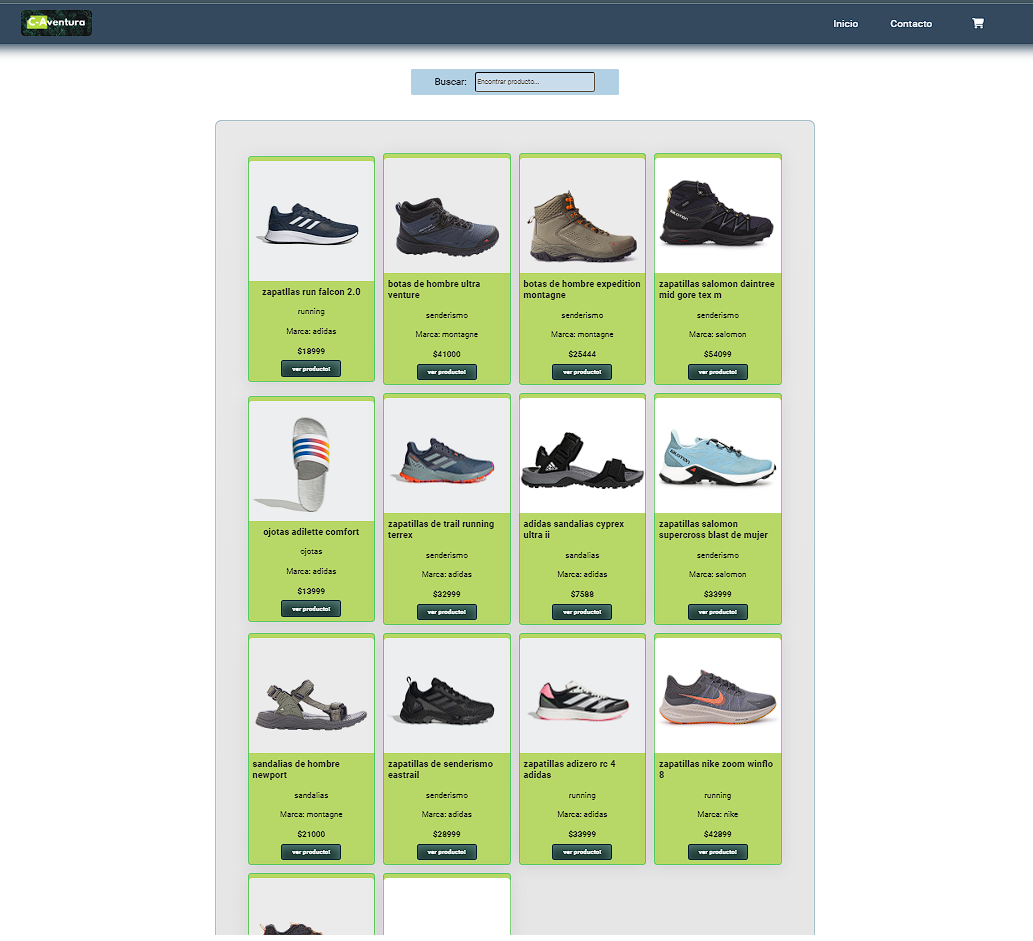 C-Aventura
Inicio
Contacto
Buscar:
Encontrar producto...
zapatllas run falcon 2.0
running
Marca: adidas
$18999
ver producto!
botas de hombre ultra
venture
senderismo
Marca: montagne
$41000
ver producto!
botas de hombre expedition
montagne
senderismo
Marca: montagne
$25444
ver producto!
salomon
zapatillas salomon daintree
mid gore tex m
senderismo
Marca: salomon
$54099
ver producto!
ojotas adilette comfort
ojotas
Marca: adidas
$13999
ver producto!
zapatillas de trail running
terrex
senderismo
Marca: adidas
$32999
ver producto!
adidas
adidas sandalias cyprex
ultra ii
sandalias
Marca: adidas
$7588
ver producto!
salomon
zapatillas salomon
supercross blast de mujer
senderismo
Marca: salomon
$33999
ver producto!
sandalias de hombre
newport
sandalias
Marca: montagne
$21000
ver producto!
zapatillas de senderismo
eastrail
senderismo
Marca: adidas
$28999
ver producto!
zapatillas adizero rc 4
adidas
running
Marca: adidas
$33999
ver producto!
zapatillas nike zoom winflo
8
running
Marca: nike
$42899
ver producto!